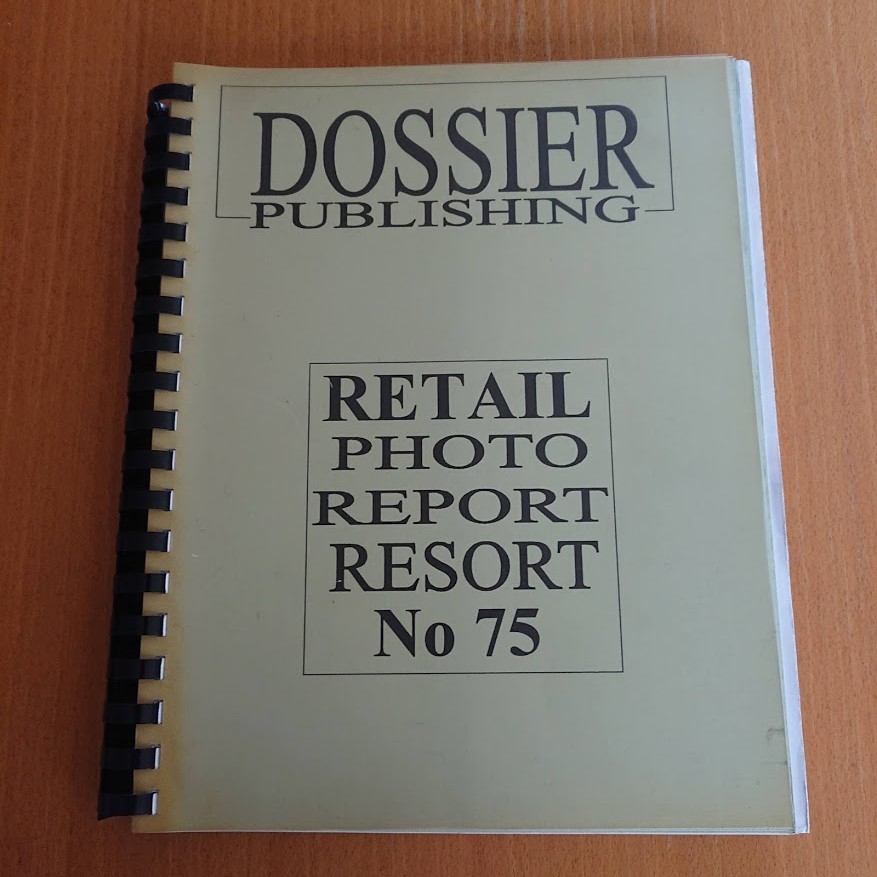 DOSSIER
PUBLISHING
RETAIL
PHOTO
REPORT
RESORT
No 75